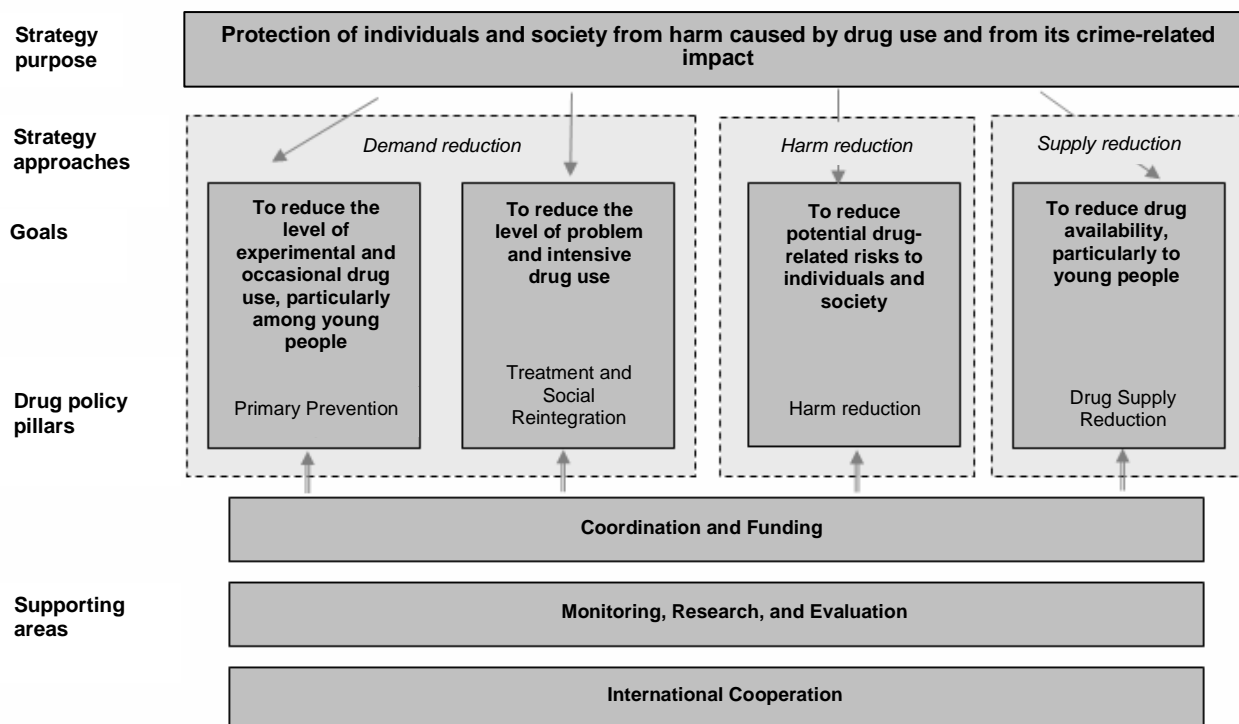 Strategy
purpose
Protection of individuals and society from harm caused by drug use and from its crime-related
impact
Strategy
approaches
Demand reduction
Harm reduction
Supply reduction
Goals
To reduce the
level of
experimental and
occasional drug
use, particularly
among young
people
To reduce the
level of problem
and intensive
drug use
To reduce
potential drug-
related risks to
individuals and
society
To reduce drug
availability,
particularly to
young people
Drug policy
pillars
Primary Prevention
Treatment and
Social
Reintegration
Harm reduction
Drug Supply
Reduction
Supporting
areas
Coordination and Funding
Monitoring, Research, and Evaluation
International Cooperation